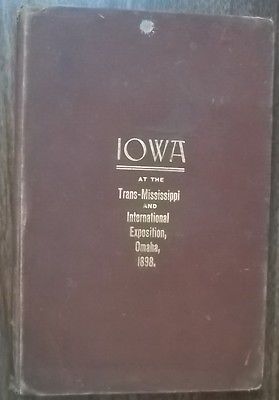 IOWA
AT THE
Trans-Mississippi
AND
International
Exposition,
Omaha,
1898.